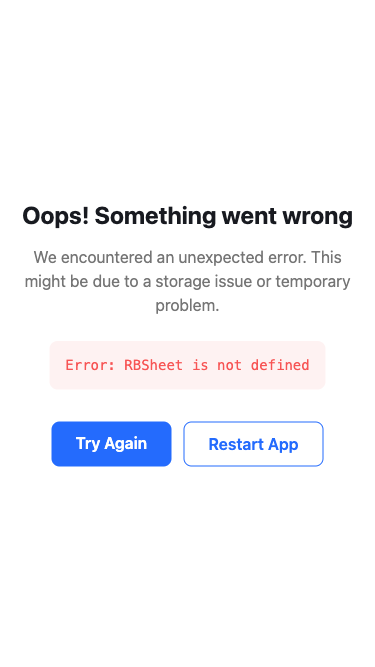 Oops! Something went wrong
We encountered an unexpected error. This
might be due to a storage issue or temporary
problem.
Error: RBSheet is not defined
Try Again
Restart App